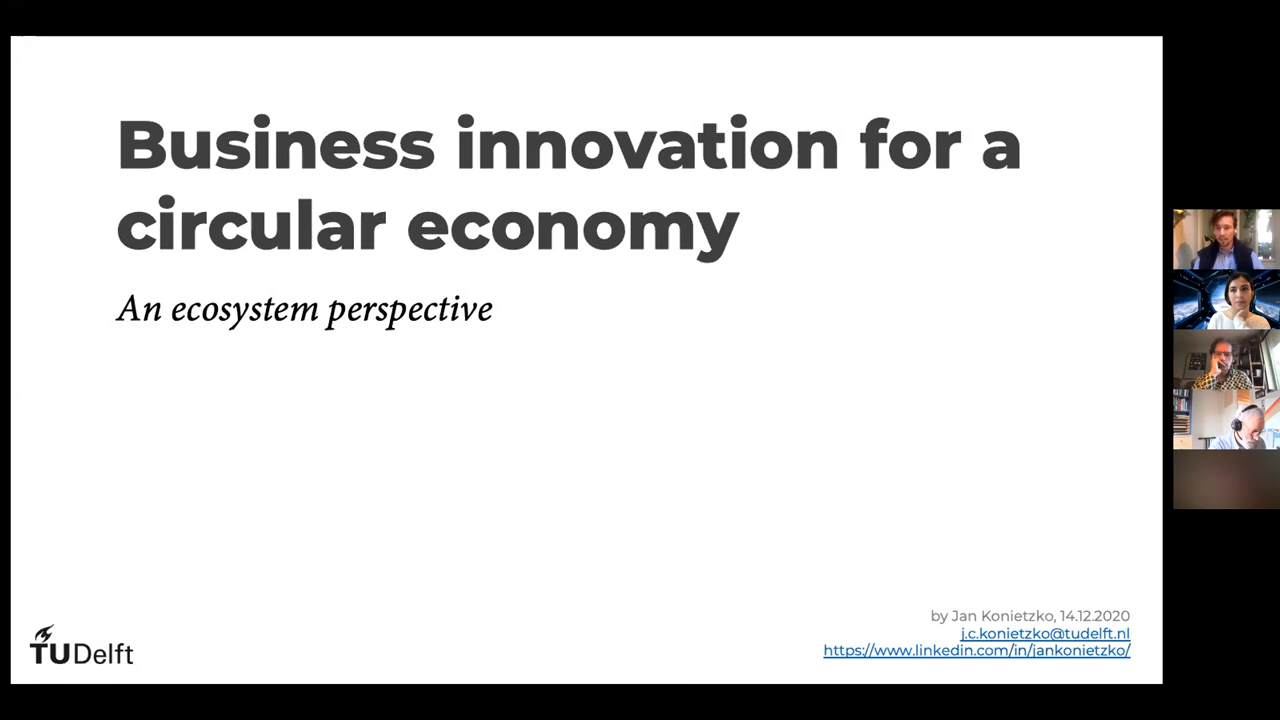 Business innovation for a
circular economy
An ecosystem perspective
by Jan Konietzko, 14.12.2020
j.c.konietzko@tudelft.nl
https://www.linkedin.com/in/jankonietzko/
TUDelft